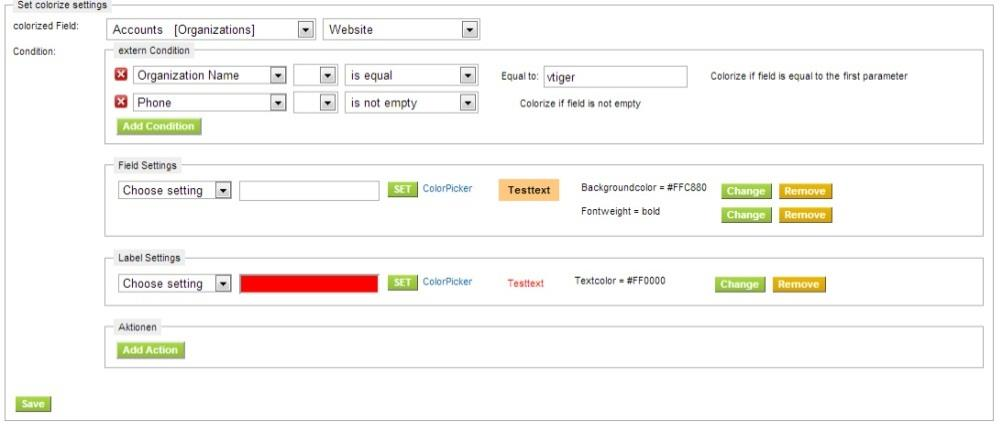 Set colorize settings
colorized Field: Accounts [Organizations] Website
Condition:
extern Condition
Organization Name is equal Equal to: vtiger Colorize if field is equal to the first parameter
Phone is not empty Colorize if field is not empty
Add Condition
Field Settings
Choose setting SET ColorPicker Testtext Backgroundcolor = #FFC880 Change Remove
Fontweight = bold Change Remove
Label Settings
Choose setting SET ColorPicker Testtext Textcolor = #FF0000 Change Remove
Aktionen
Add Action
Save